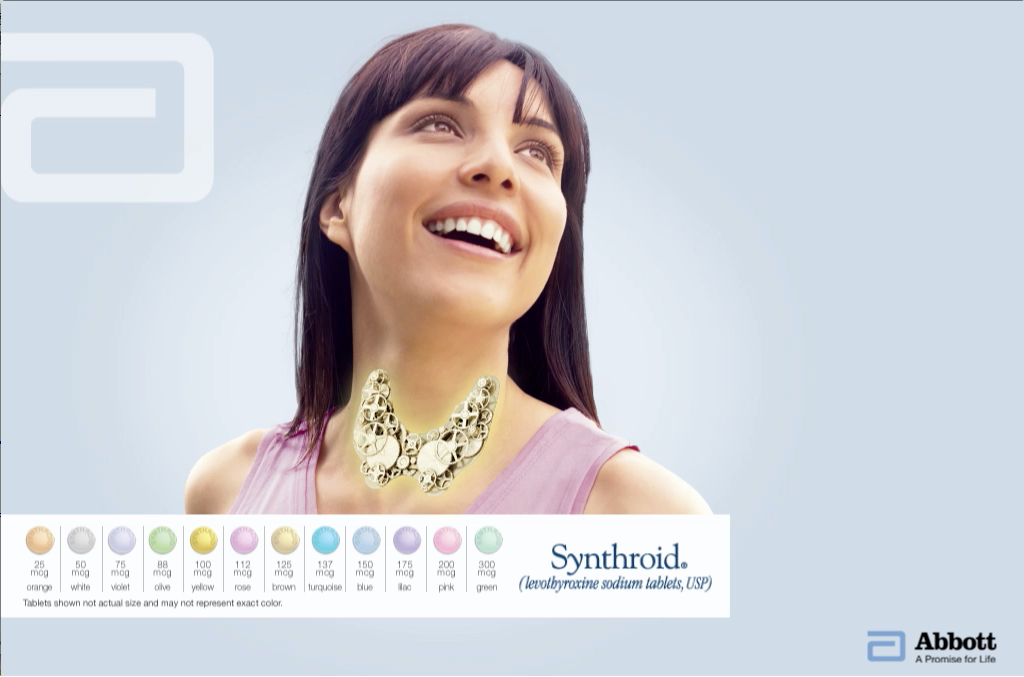 25 mcg orange
50 mcg white
75 mcg violet
88 mcg olive
100 mcg yellow
112 mcg rose
125 mcg brown
137 mcg turquoise
150 mcg blue
175 mcg lilac
200 mcg pink
300 mcg green
Tablets shown not actual size and may not represent exact color.
Synthroid®
(levothyroxine sodium tablets, USP)
Abbott
A Promise for Life